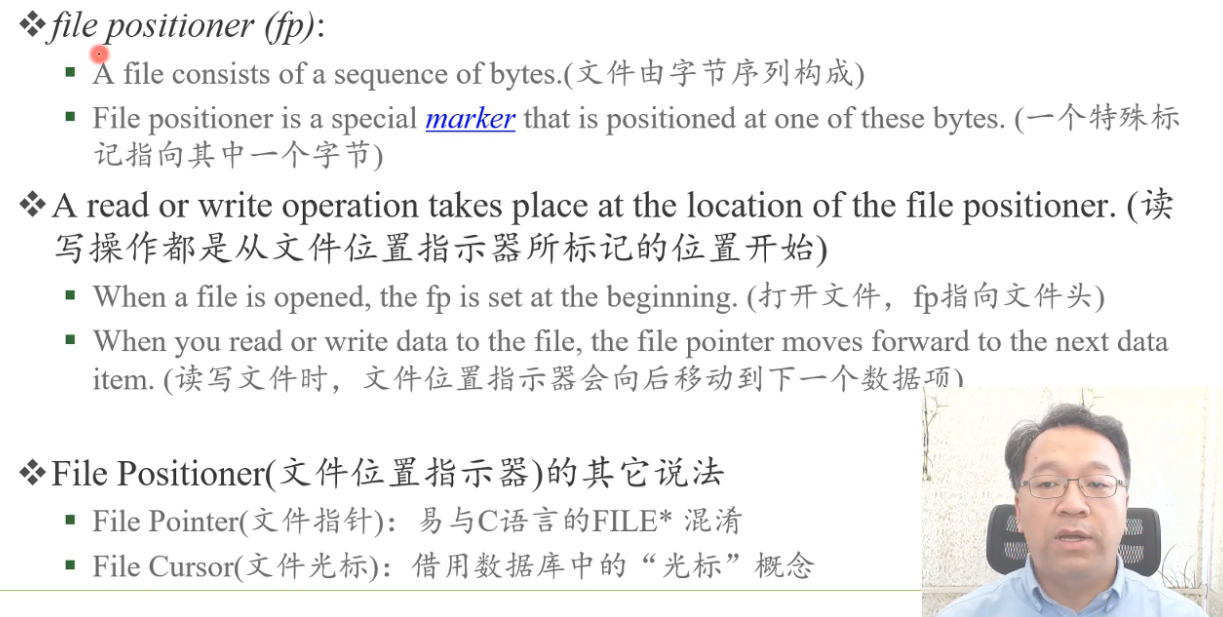 ❖file positioner (fp):
▪ A file consists of a sequence of bytes.(文件由字节序列构成)
▪ File positioner is a special marker that is positioned at one of these bytes. (一个特殊标
记指向其中一个字节)
❖A read or write operation takes place at the location of the file positioner. (读
写操作都是从文件位置指示器所标记的位置开始)
▪ When a file is opened, the fp is set at the beginning. (打开文件，fp指向文件头)
▪ When you read or write data to the file, the file pointer moves forward to the next data
item. (读写文件时，文件位置指示器会向后移动到下一个数据项)
❖File Positioner(文件位置指示器)的其它说法
▪ File Pointer(文件指针)：易与C语言的FILE* 混淆
▪ File Cursor(文件光标)：借用数据库中的“光标”概念